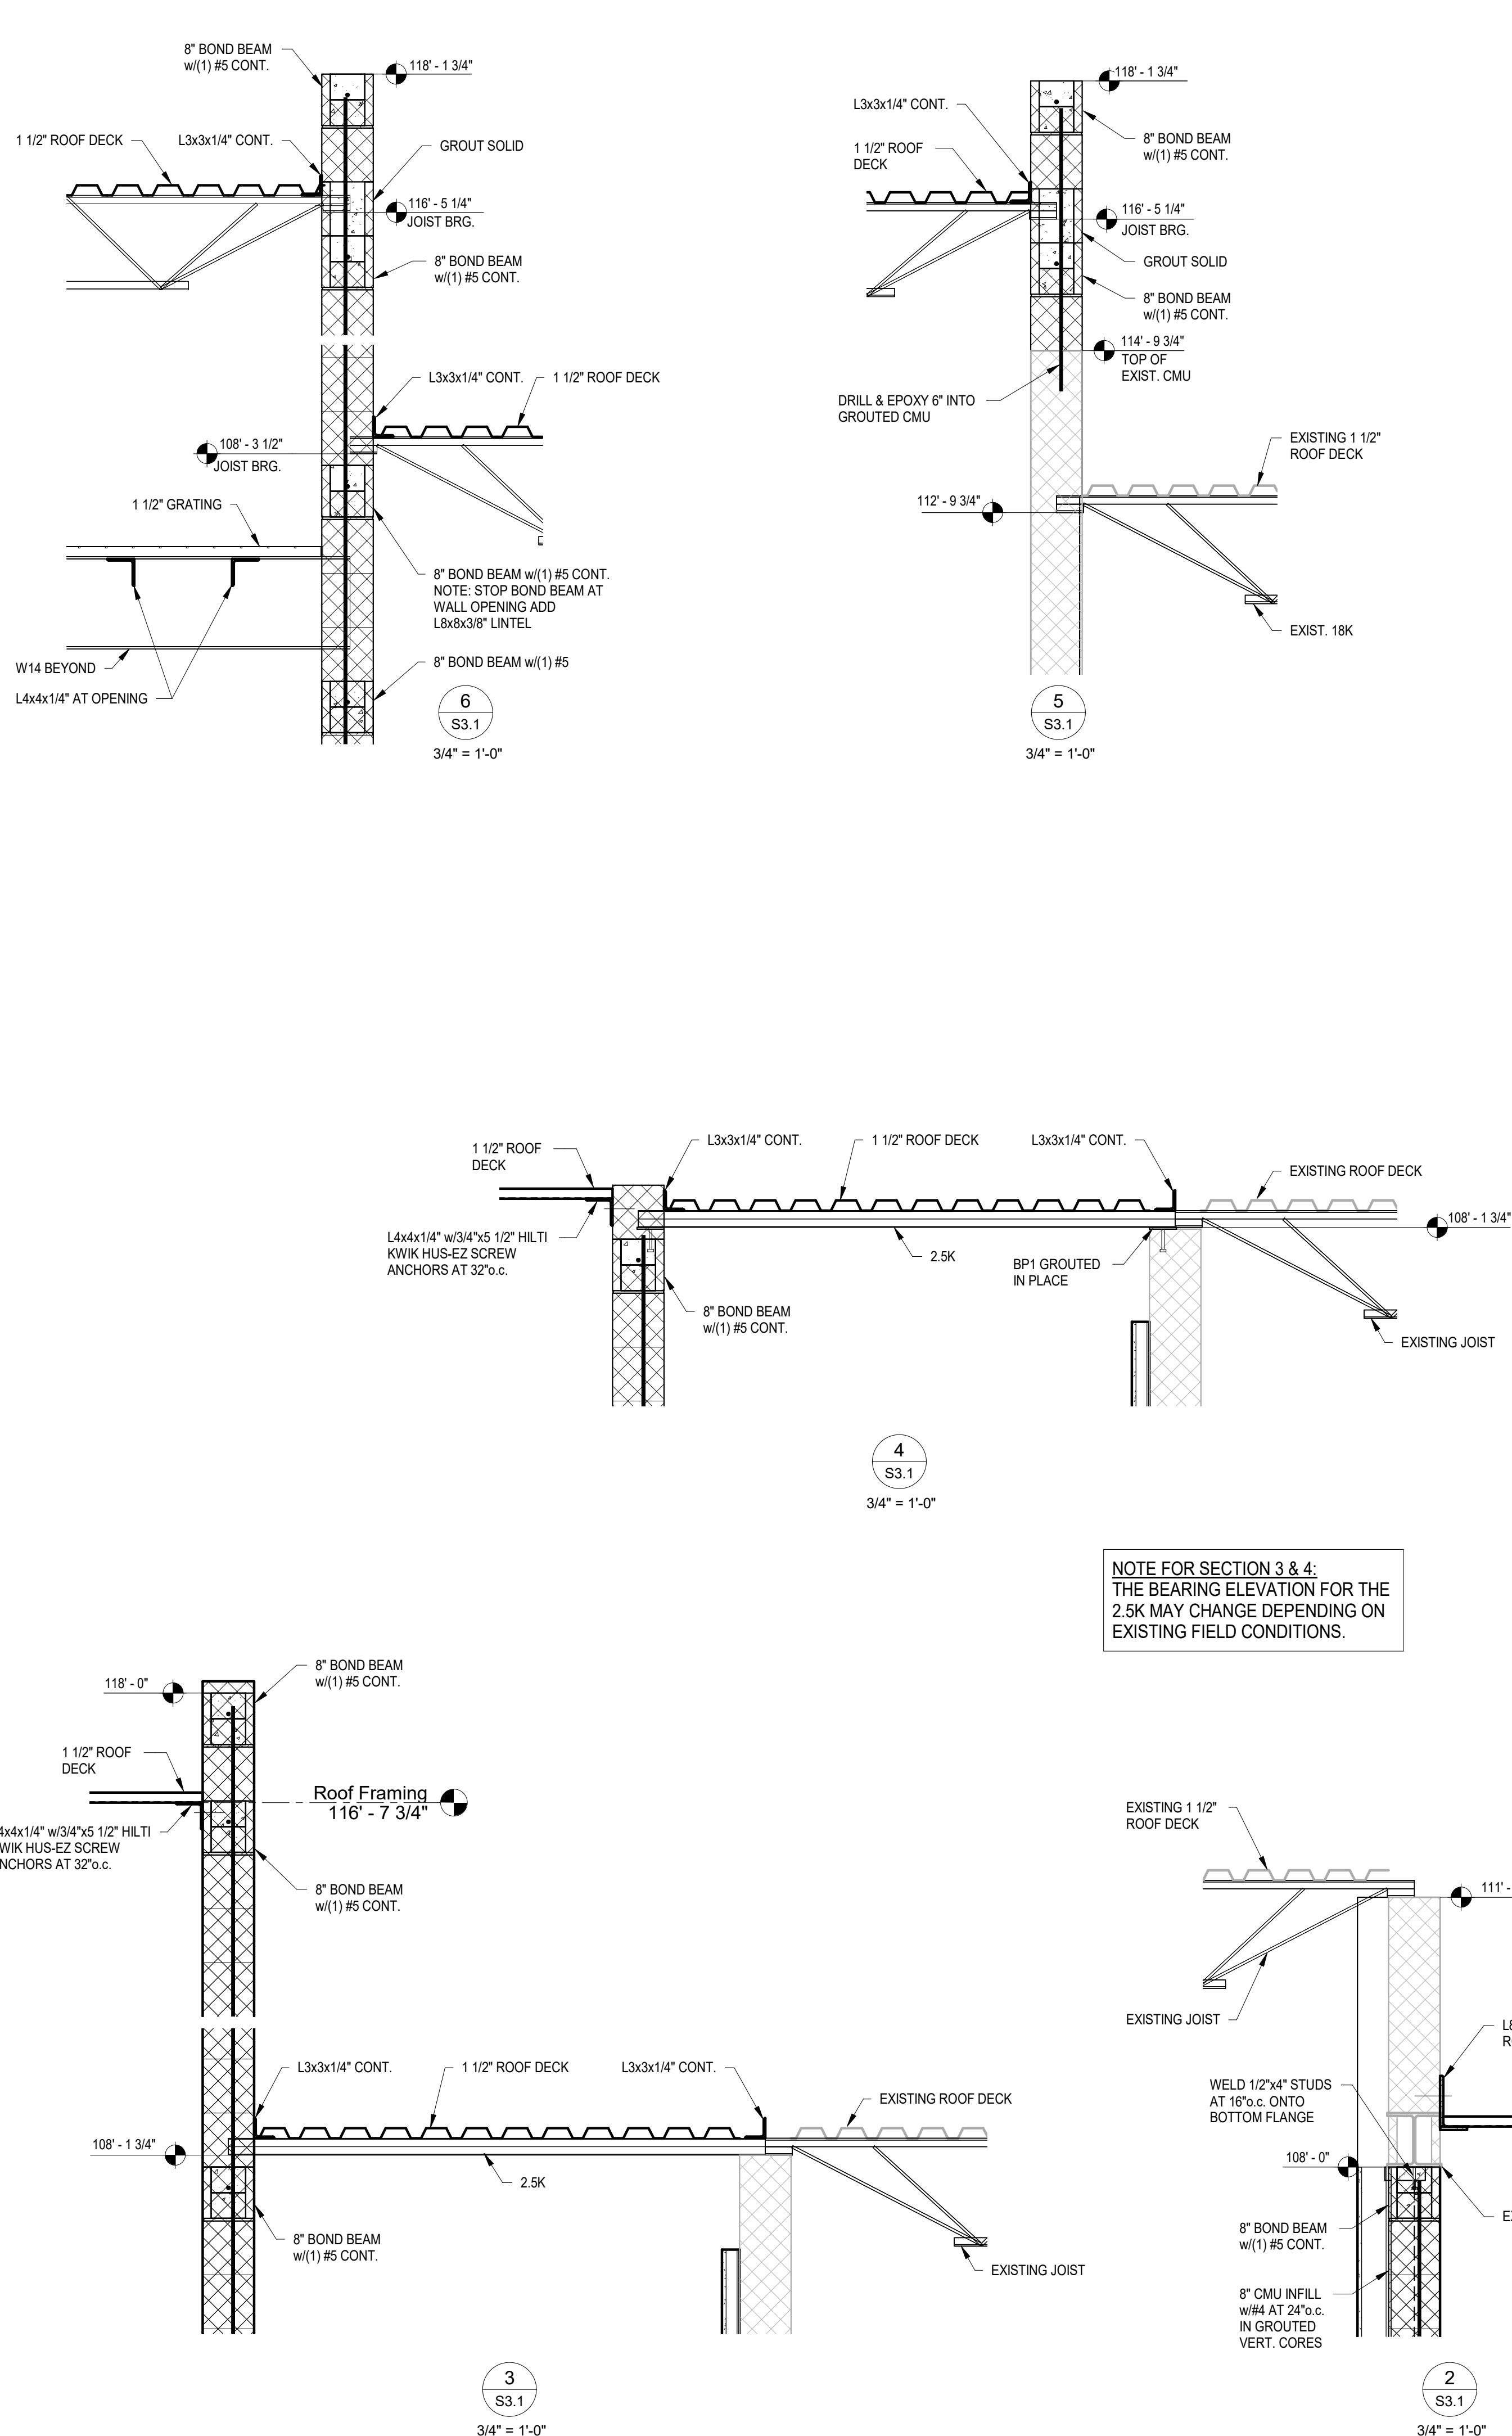 8" BOND BEAM
w/(1) #5 CONT.
118' - 1 3/4"
1 1/2" ROOF DECK
L3x3x1/4" CONT.
GROUT SOLID
116' - 5 1/4"
JOIST BRG.
8" BOND BEAM
w/(1) #5 CONT.
L3x3x1/4" CONT.
1 1/2" ROOF DECK
108' - 3 1/2"
JOIST BRG.
1 1/2" GRATING
8" BOND BEAM w/(1) #5 CONT.
NOTE: STOP BOND BEAM AT
WALL OPENING ADD
L8x8x3/8" LINTEL
W14 BEYOND
8" BOND BEAM w/(1) #5
L4x4x1/4" AT OPENING
6
S3.1
3/4" = 1'-0"
118' - 1 3/4"
L3x3x1/4" CONT.
8" BOND BEAM
w/(1) #5 CONT.
1 1/2" ROOF
DECK
116' - 5 1/4"
JOIST BRG.
GROUT SOLID
8" BOND BEAM
w/(1) #5 CONT.
114' - 9 3/4"
TOP OF
EXIST. CMU
DRILL & EPOXY 6" INTO
GROUTED CMU
EXISTING 1 1/2"
ROOF DECK
112' - 9 3/4"
EXIST. 18K
5
S3.1
3/4" = 1'-0"
1 1/2" ROOF
DECK
L3x3x1/4" CONT.
1 1/2" ROOF DECK
L3x3x1/4" CONT.
EXISTING ROOF DECK
108' - 1 3/4"
L4x4x1/4" w/3/4"x5 1/2" HILTI
KWIK HUS-EZ SCREW
ANCHORS AT 32"o.c.
2.5K
BP1 GROUTED
IN PLACE
8" BOND BEAM
w/(1) #5 CONT.
EXISTING JOIST
4
S3.1
3/4" = 1'-0"
NOTE FOR SECTION 3 & 4:
THE BEARING ELEVATION FOR THE
2.5K MAY CHANGE DEPENDING ON
EXISTING FIELD CONDITIONS.
8" BOND BEAM
w/(1) #5 CONT.
118' - 0"
1 1/2" ROOF
DECK
Roof Framing
116' - 7 3/4"
4x4x1/4" w/3/4"x5 1/2" HILTI
WIK HUS-EZ SCREW
NCHORS AT 32"o.c.
8" BOND BEAM
w/(1) #5 CONT.
L3x3x1/4" CONT.
1 1/2" ROOF DECK
L3x3x1/4" CONT.
EXISTING ROOF DECK
108' - 1 3/4"
2.5K
8" BOND BEAM
w/(1) #5 CONT.
EXISTING JOIST
3
S3.1
3/4" = 1'-0"
EXISTING 1 1/2"
ROOF DECK
111' -
EXISTING JOIST
WELD 1/2"x4" STUDS
AT 16"o.c. ONTO
BOTTOM FLANGE
108' - 0"
8" BOND BEAM
w/(1) #5 CONT.
8" CMU INFILL
w/#4 AT 24"o.c.
IN GROUTED
VERT. CORES
2
S3.1
3/4" = 1'-0"